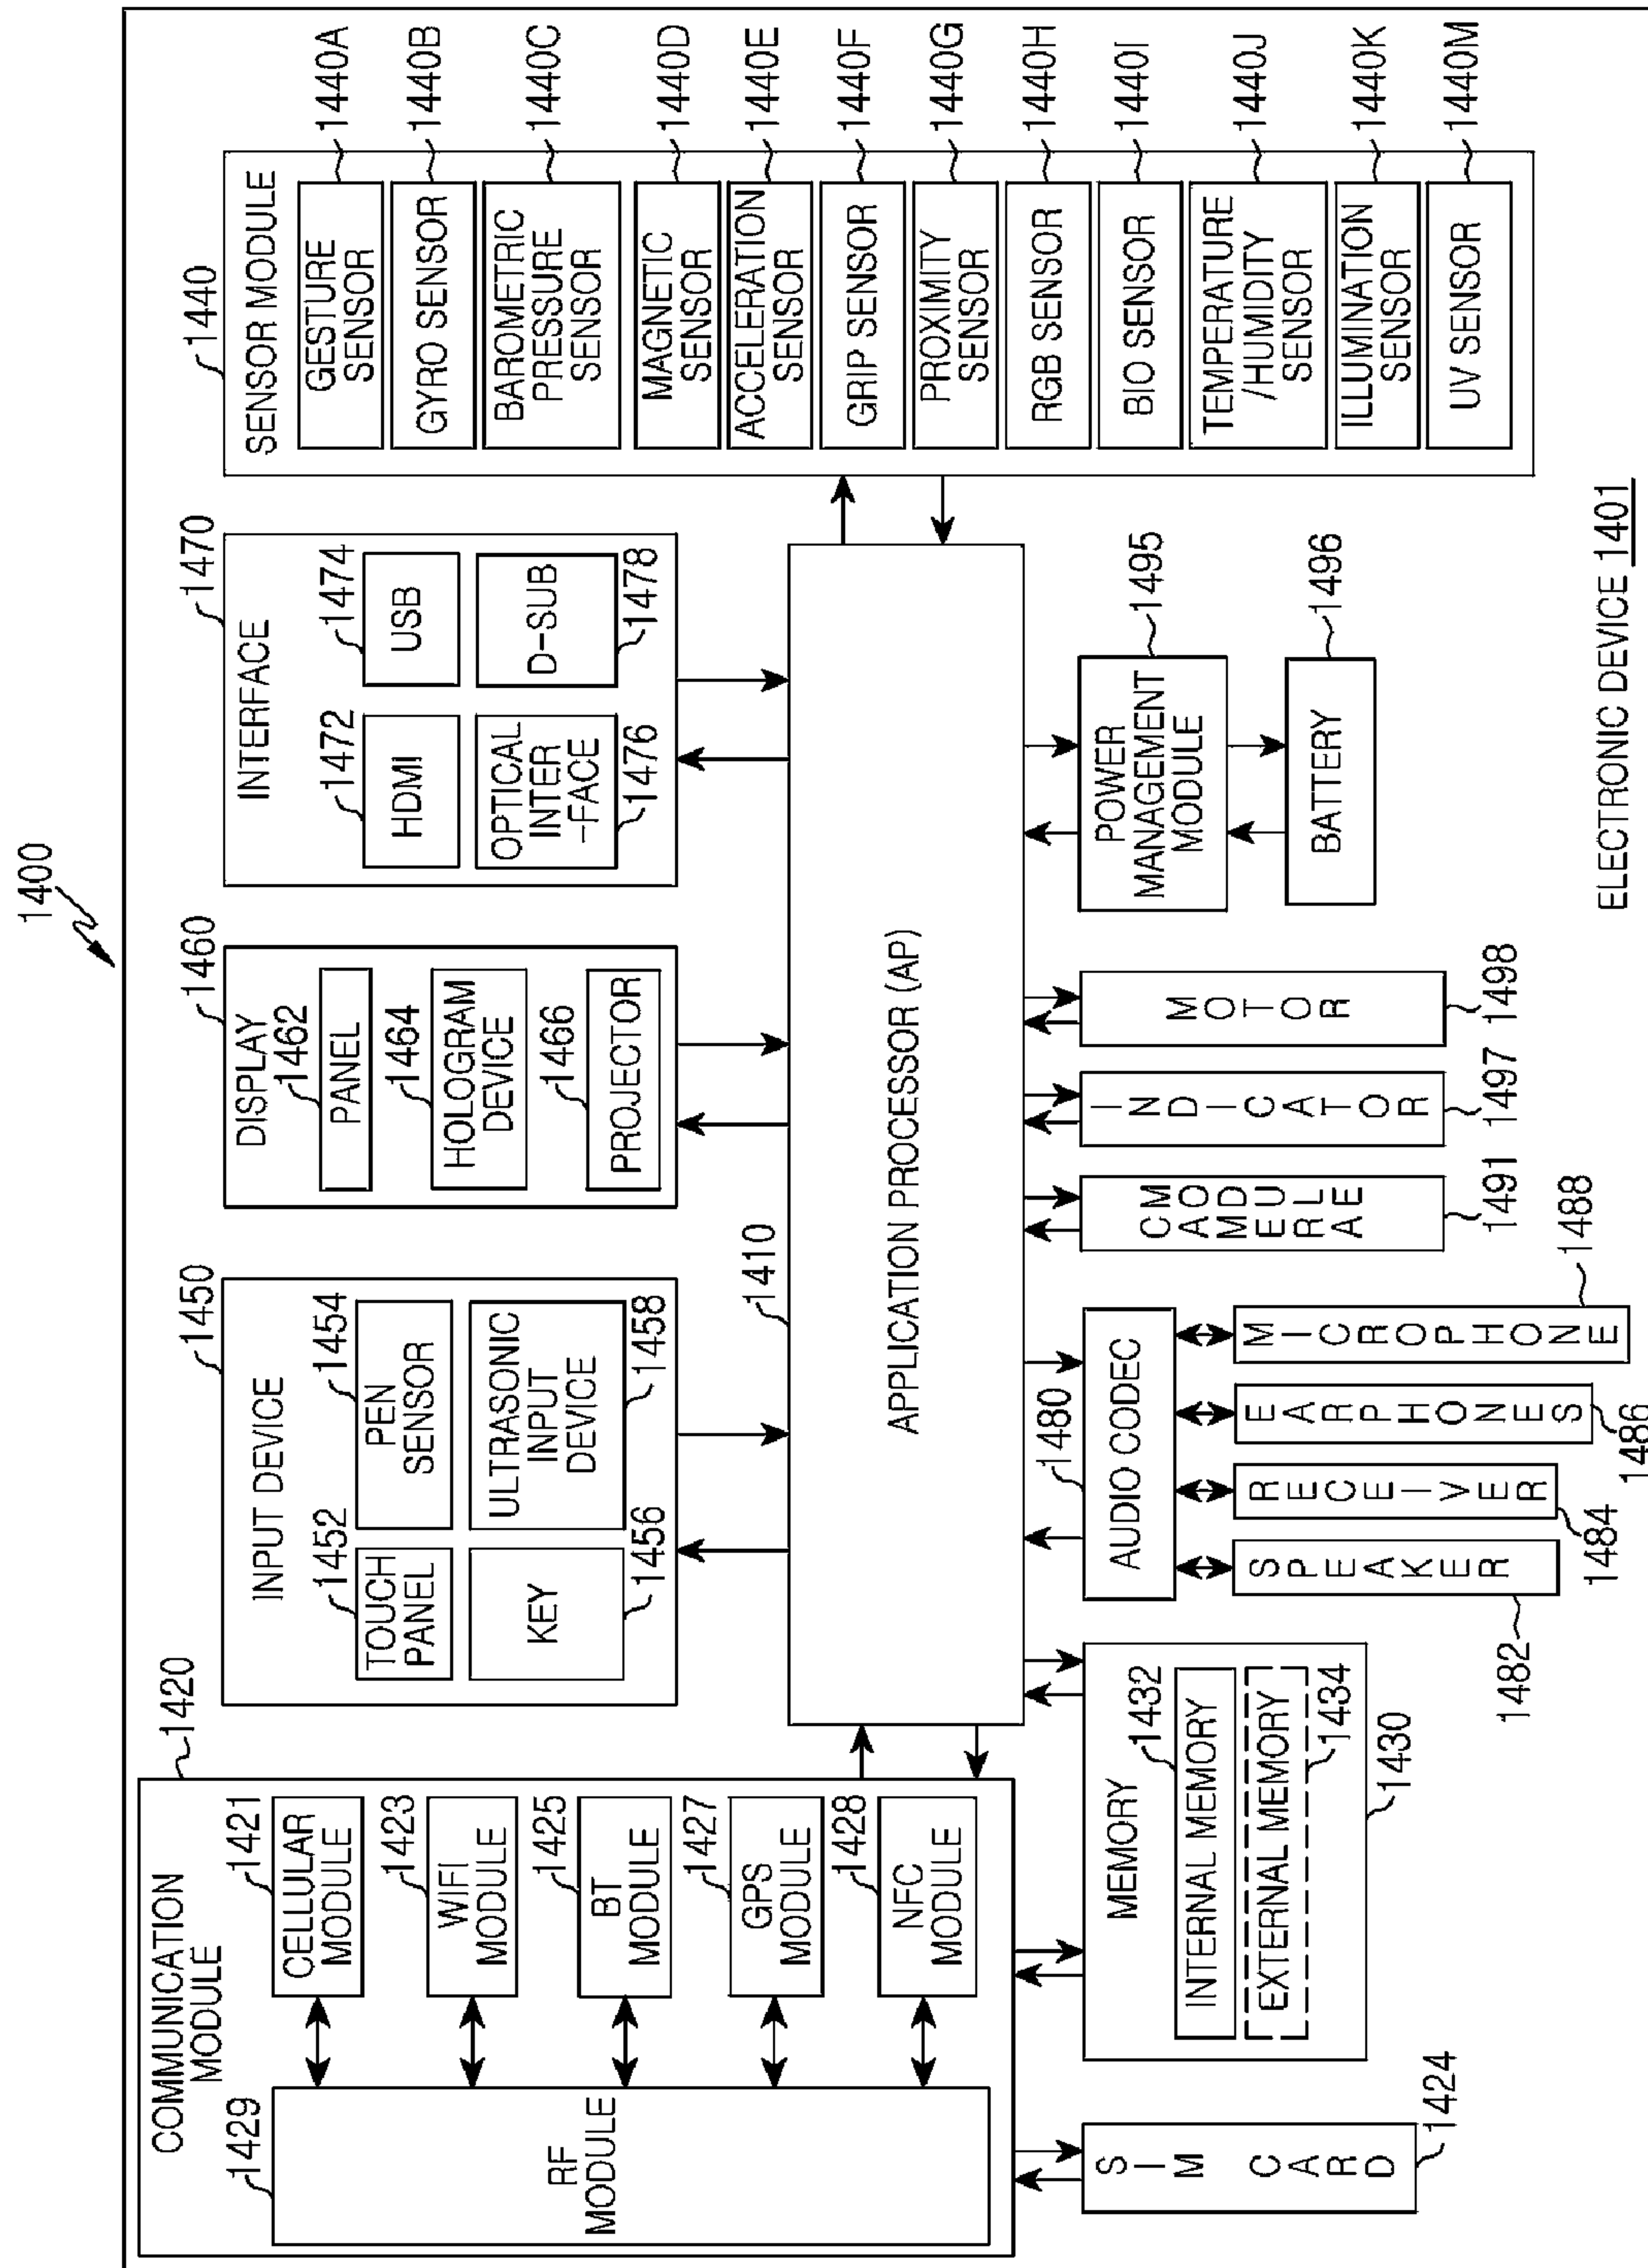 1400
COMMUNICATION
MODULE
1420
1429
RF
MODULE
1421
CELLULAR
MODULE
1423
WIFI
MODULE
1425
BT
MODULE
1427
GPS
MODULE
1428
NFC
MODULE
1450
INPUT DEVICE
1452
TOUCH
PANEL
1454
PEN
SENSOR
KEY
1456
ULTRASONIC
INPUT
DEVICE
1458
1460
DISPLAY
1462
PANEL
1464
HOLOGRAM
DEVICE
1466
PROJECTOR
1470
INTERFACE
1472
HDMI
1474
USB
OPTICAL
INTER
-FACE
1476
D-SUB
1478
1440
SENSOR MODULE
GESTURE
SENSOR
1440A
GYRO SENSOR
1440B
BAROMETRIC
PRESSURE
SENSOR
1440C
MAGNETIC
SENSOR
1440D
ACCELERATION
SENSOR
1440E
GRIP SENSOR
1440F
PROXIMITY
SENSOR
1440G
RGB SENSOR
1440H
BIO SENSOR
1440I
TEMPERATURE
/HUMIDITY
SENSOR
1440J
ILLUMINATION
SENSOR
1440K
UV SENSOR
1440M
1410
APPLICATION PROCESSOR (AP)
SIM CARD
1424
MEMORY
1432
INTERNAL MEMORY
EXTERNAL MEMORY
1434
1430
1480
AUDIO CODEC
SPEAKER
1482
RECEIVER
1484
EARPHONES
1486
MICROPHONE
1488
CAMERA
MODULE
1491
INDICATOR
1497
MOTOR
1498
POWER
MANAGEMENT
MODULE
1495
BATTERY
1496
ELECTRONIC DEVICE 1401